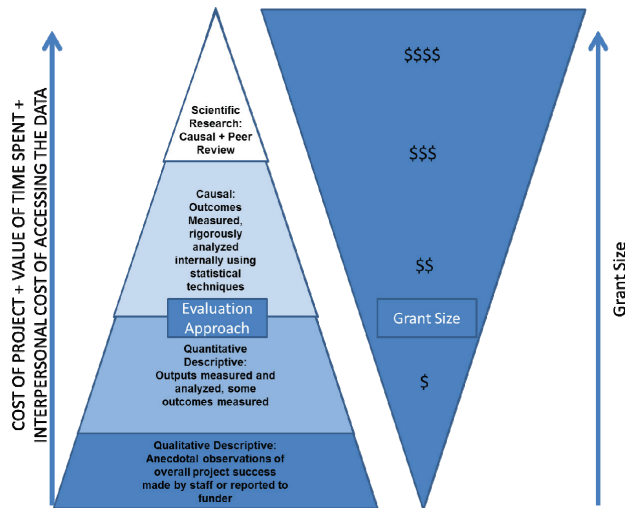 COST OF PROJECT + VALUE OF TIME SPENT +
INTERPERSONAL COST OF ACCESSING THE DATA
Scientific
Research:
Causal + Peer
Review
Causal:
Outcomes
Measured,
rigorously
analyzed
internally using
statistical
techniques
Evaluation
Approach
Quantitative
Descriptive:
Outputs measured and
analyzed, some
outcomes measured
Qualitative Descriptive:
Anecdotal observations of
overall project success
made by staff or reported to
funder
$$$$
$$$
$$
Grant Size
$
Grant Size